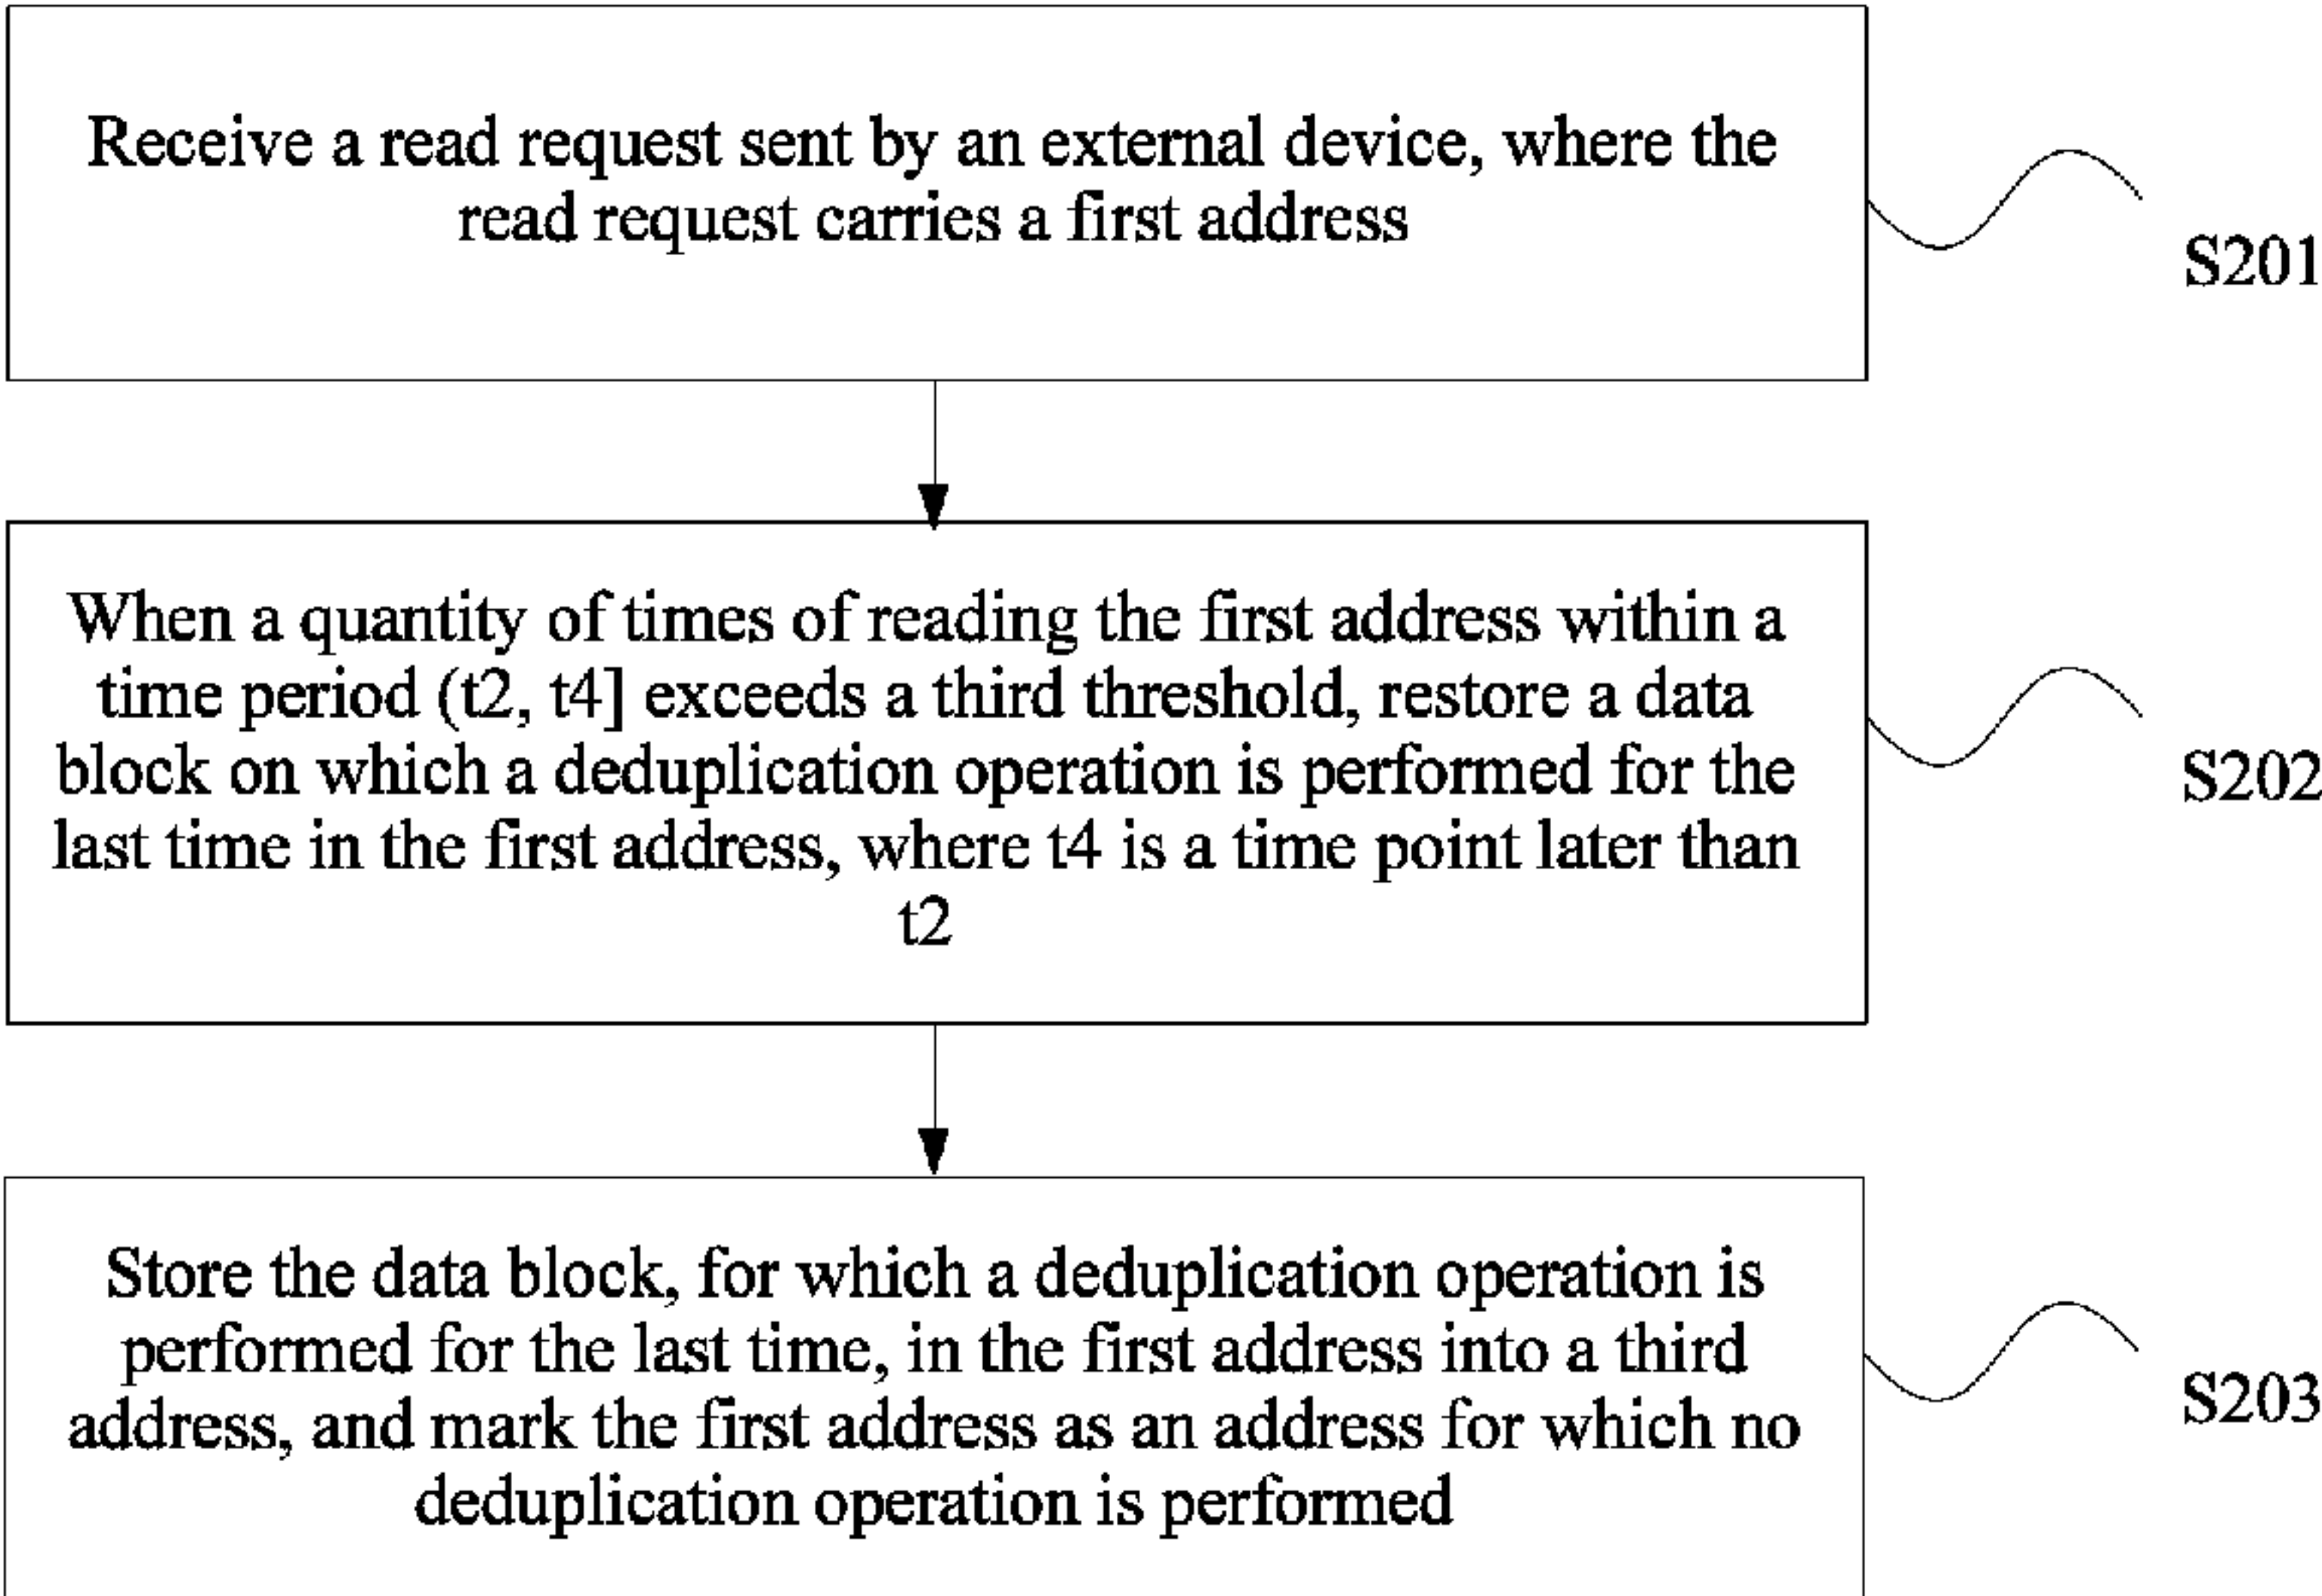 Receive a read request sent by an external device, where the
read request carries a first address
S201
When a quantity of times of reading the first address within a
time period (t2, t4] exceeds a third threshold, restore a data
block on which a deduplication operation is performed for the
last time in the first address, where t4 is a time point later than
t2
S202
Store the data block, for which a deduplication operation is
performed for the last time, in the first address into a third
address, and mark the first address as an address for which no
deduplication operation is performed
S203